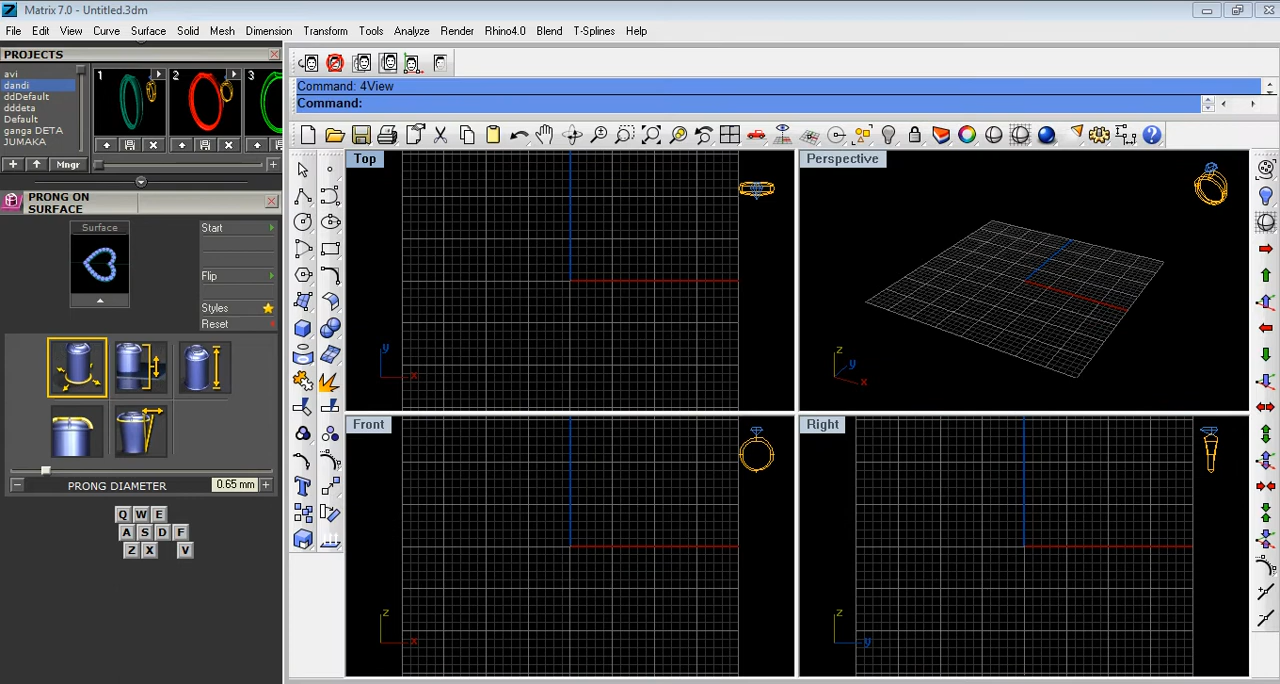 Matrix 7.0 - Untitled.3dm
File Edit View Curve Surface Solid Mesh Dimension Transform Tools Analyze Render Rhino4.0 Blend T-Splines Help
PROJECTS
avi
dandi
ddDefault
dddeta
Default
ganga DETA
JUMAKA
1 2 3
Mngr
Command: 4View
Command:
PRONG ON
SURFACE
Surface
Start
Flip
Styles
Reset
PRONG DIAMETER 0.65 mm
Q W E
A S D F
Z X V
Top
y
x
Perspective
z
y
x
Front
z
x
Right
z
y